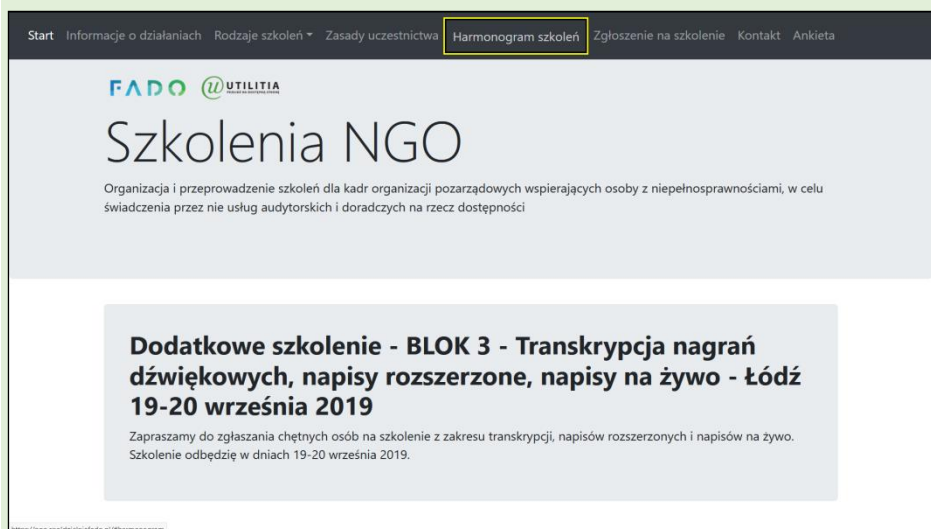 Start Informacje o działaniach Rodzaje szkoleń Zasady uczestnictwa Harmonogram szkoleń Zgłoszenie na szkolenie Kontakt Ankieta
FADO UTILITIA
Szkolenia NGO
Organizacja i przeprowadzenie szkoleń dla kadr organizacji pozarządowych wspierających osoby z niepełnosprawnościami, w celu
świadczenia przez nie usług audytorskich i doradczych na rzecz dostępności
Dodatkowe szkolenie - BLOK 3 - Transkrypcja nagrań
dźwiękowych, napisy rozszerzone, napisy na żywo - Łódź
19-20 września 2019
Zapraszamy do zgłaszania chętnych osób na szkolenie z zakresu transkrypcji, napisów rozszerzonych i napisów na żywo.
Szkolenie odbędzię w dniach 19-20 września 2019.